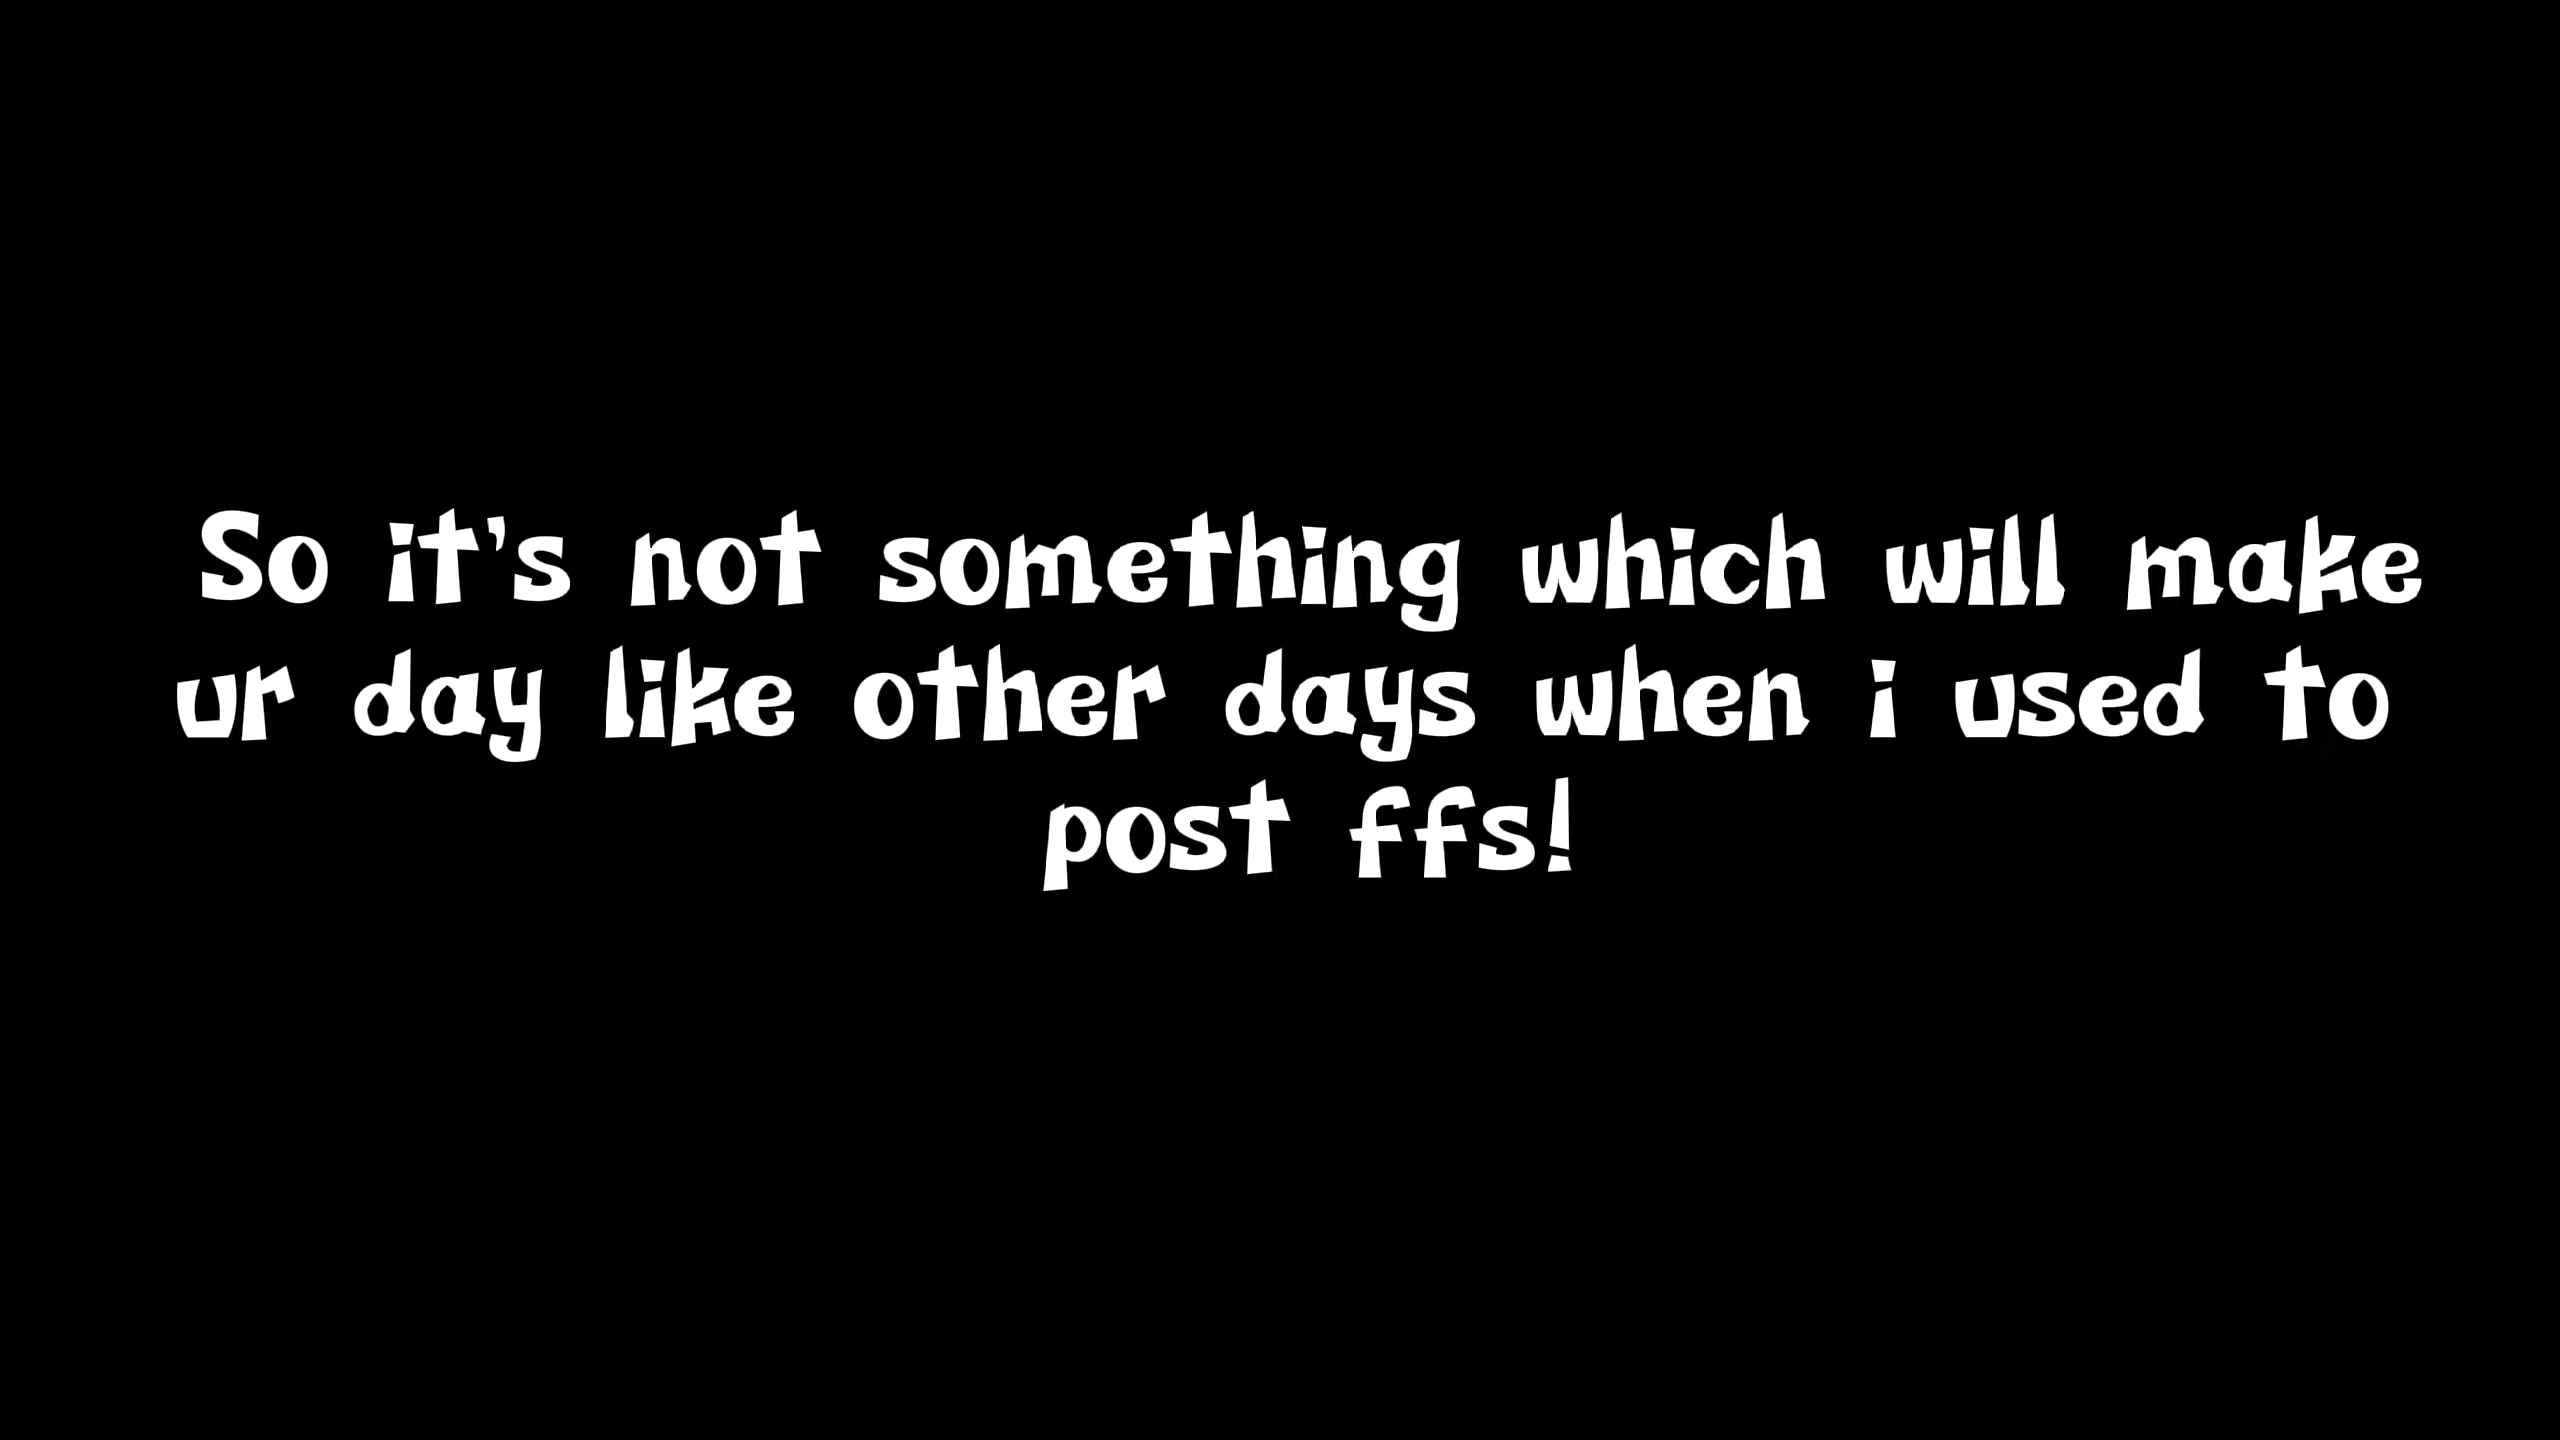 So it's not something which will make
ur day like other days when i used to
post ffs!